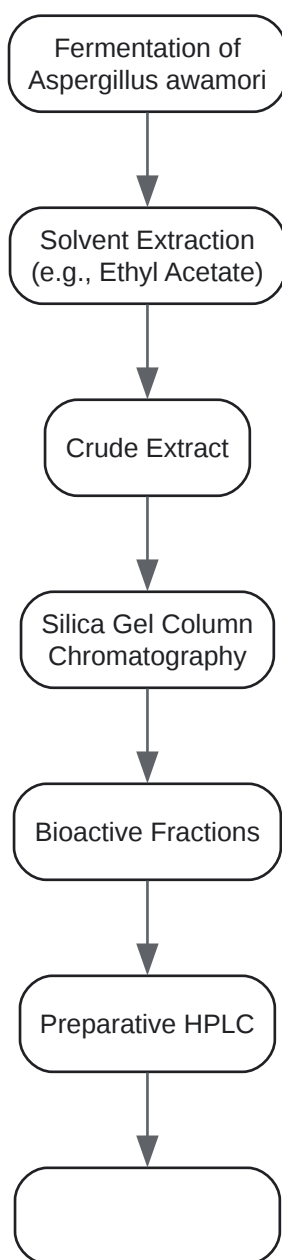 Fermentation of
Aspergillus awamori
Solvent Extraction
(e.g., Ethyl Acetate)
Crude Extract
Silica Gel Column
Chromatography
Bioactive Fractions
Preparative HPLC